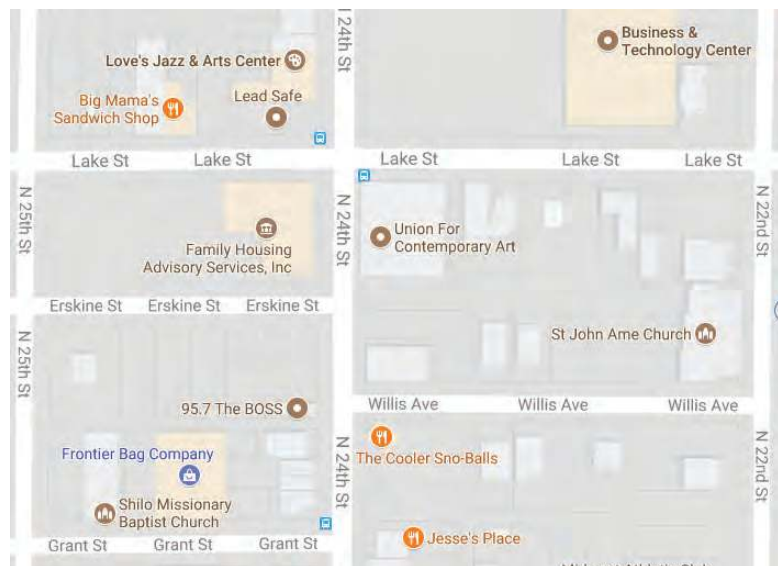 N 24th St
Business &
Technology Center
Love's Jazz & Arts Center
Big Mama's
Sandwich Shop
Lead Safe
Lake St
Lake St
Lake St
Lake St
Lake St
N 25th St
N 24th St
N 22nd St
Union For
Contemporary Art
Family Housing
Advisory Services, Inc
Erskine St
Erskine St
Erskine St
N 25th St
St John Ame Church
95.7 The BOSS
Willis Ave
Willis Ave
Willis Ave
Frontier Bag Company
N 24th St
The Cooler Sno-Balls
N 22nd St
Shilo Missionary
Baptist Church
Jesse's Place
Grant St
Grant St
Grant St